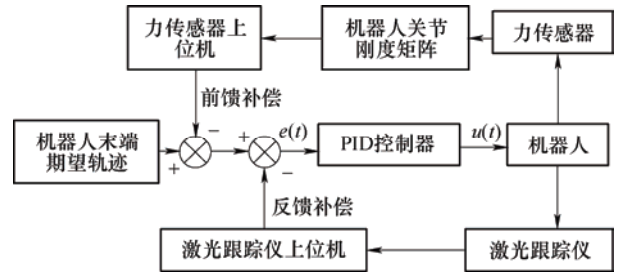 力传感器上
位机
机器人关节
刚度矩阵
力传感器
前馈补偿
机器人末端
期望轨迹
−
+
+
e(t)
−
PID控制器
u(t)
机器人
反馈补偿
激光跟踪仪上位机
激光跟踪仪